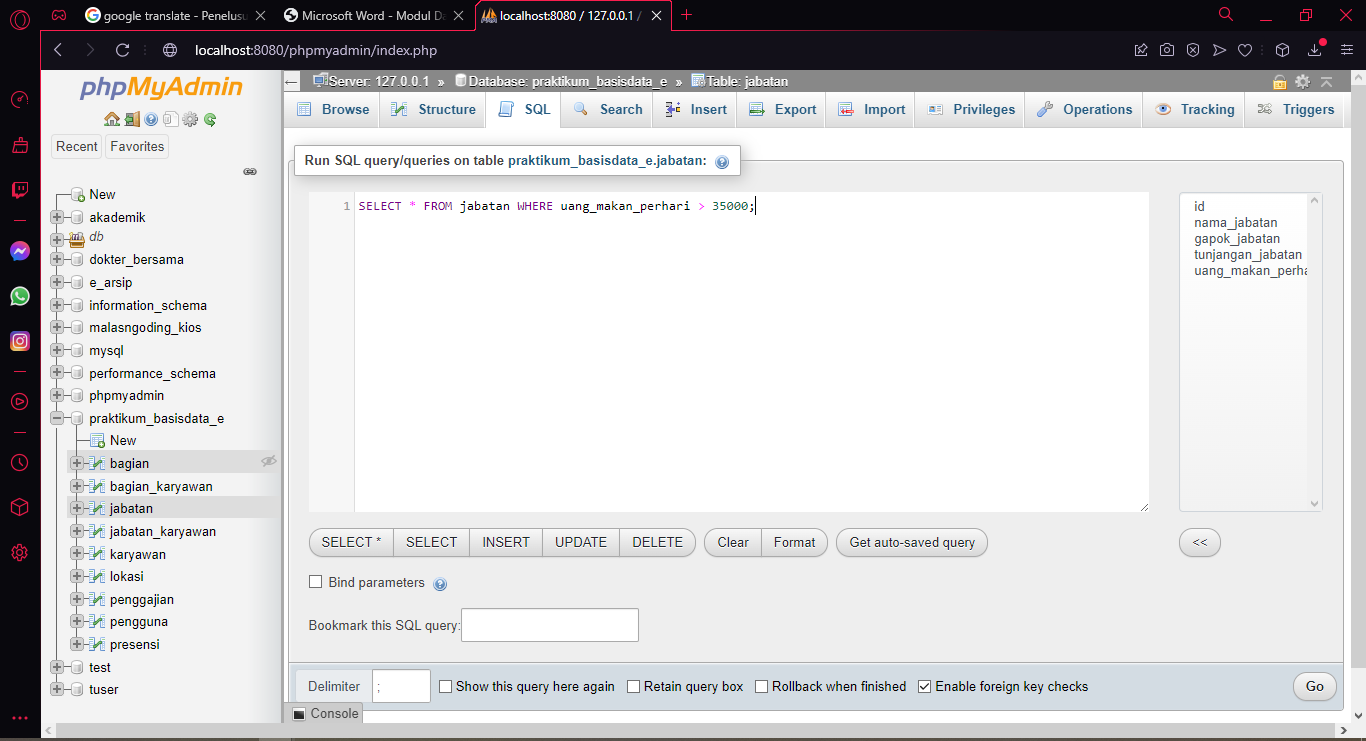 google translate - Penelusu
Microsoft Word - Modul Da
localhost:8080 / 127.0.0.1 /
localhost:8080/phpmyadmin/index.php
phpMyAdmin
Recent
Favorites
New
akademik
db
dokter_bersama
e_arsip
information_schema
malasngoding_kios
mysql
performance_schema
phpmyadmin
praktikum_basisdata_e
New
bagian
bagian_karyawan
jabatan
jabatan_karyawan
karyawan
lokasi
penggajian
pengguna
presensi
test
tuser
Server: 127.0.0.1 » Database: praktikum_basisdata_e » Table: jabatan
Browse Structure SQL Search Insert Export Import Privileges Operations Tracking Triggers
Run SQL query/queries on table praktikum_basisdata_e.jabatan:
1 SELECT * FROM jabatan WHERE uang_makan_perhari > 35000;
id
nama_jabatan
gapok_jabatan
tunjangan_jabatan
uang_makan_perha
SELECT * SELECT INSERT UPDATE DELETE Clear Format Get auto-saved query <<
Bind parameters
Bookmark this SQL query:
Delimiter ; Show this query here again Retain query box Rollback when finished Enable foreign key checks Go
Console